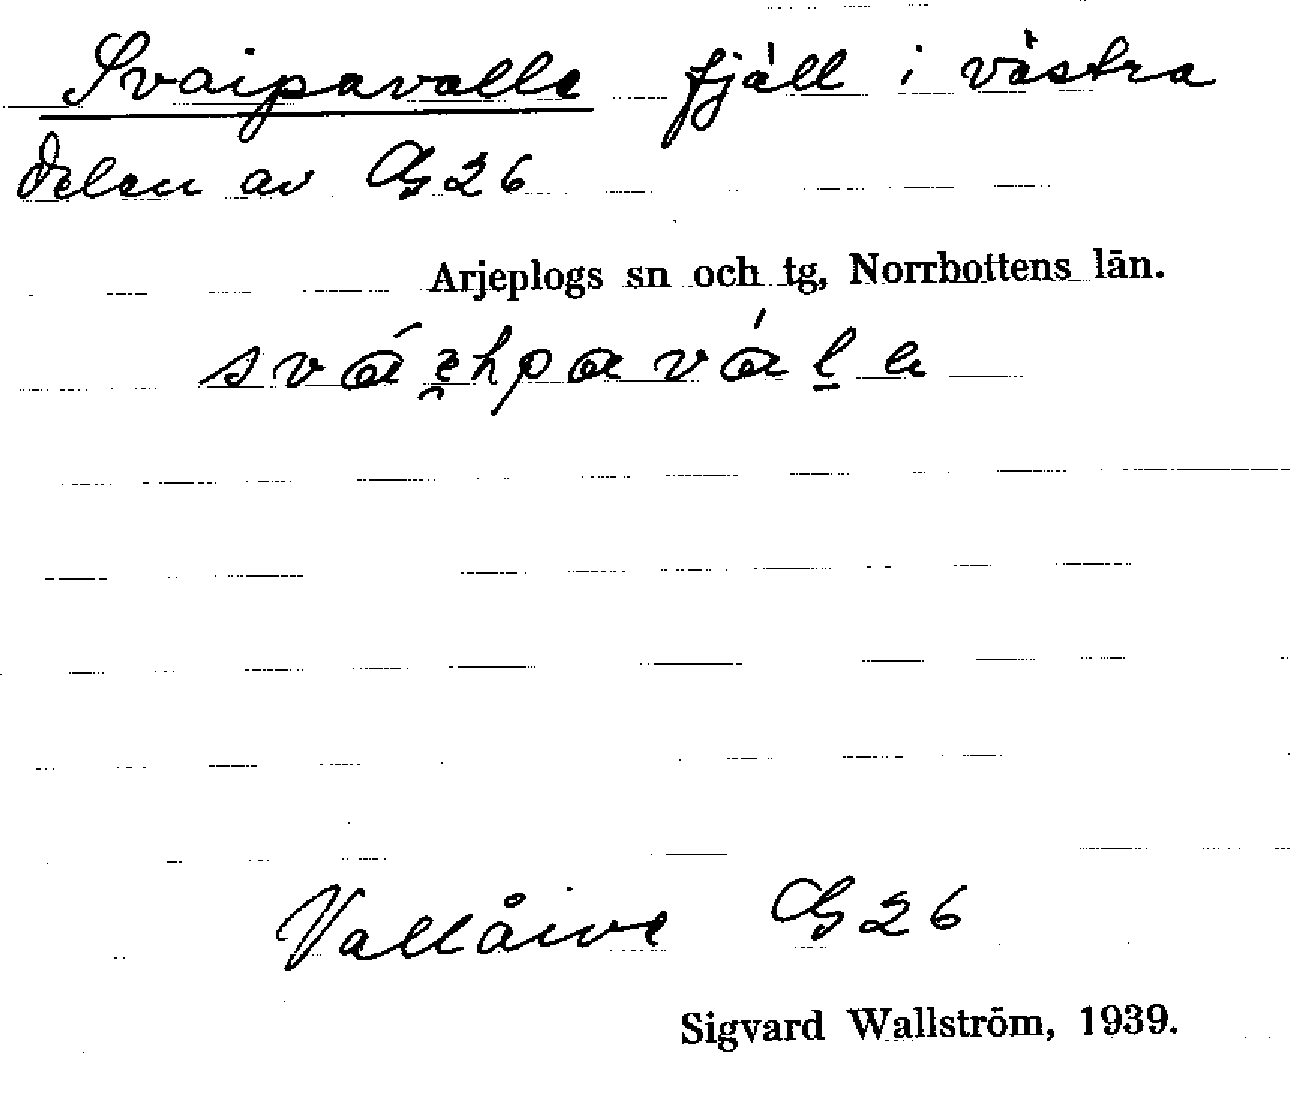 Svaipavalle fjäll i västra
delen av G26
Arjeplogs sn och tg, Norrbottens län.
Vallåive G26
Sigvard Wallström, 1939.